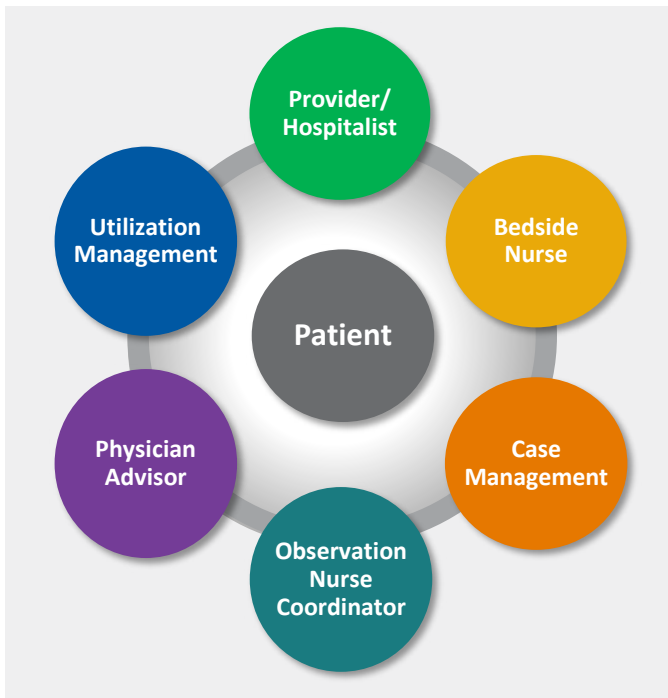 Provider/
Hospitalist
Utilization
Management
Bedside
Nurse
Patient
Physician
Advisor
Case
Management
Observation
Nurse
Coordinator